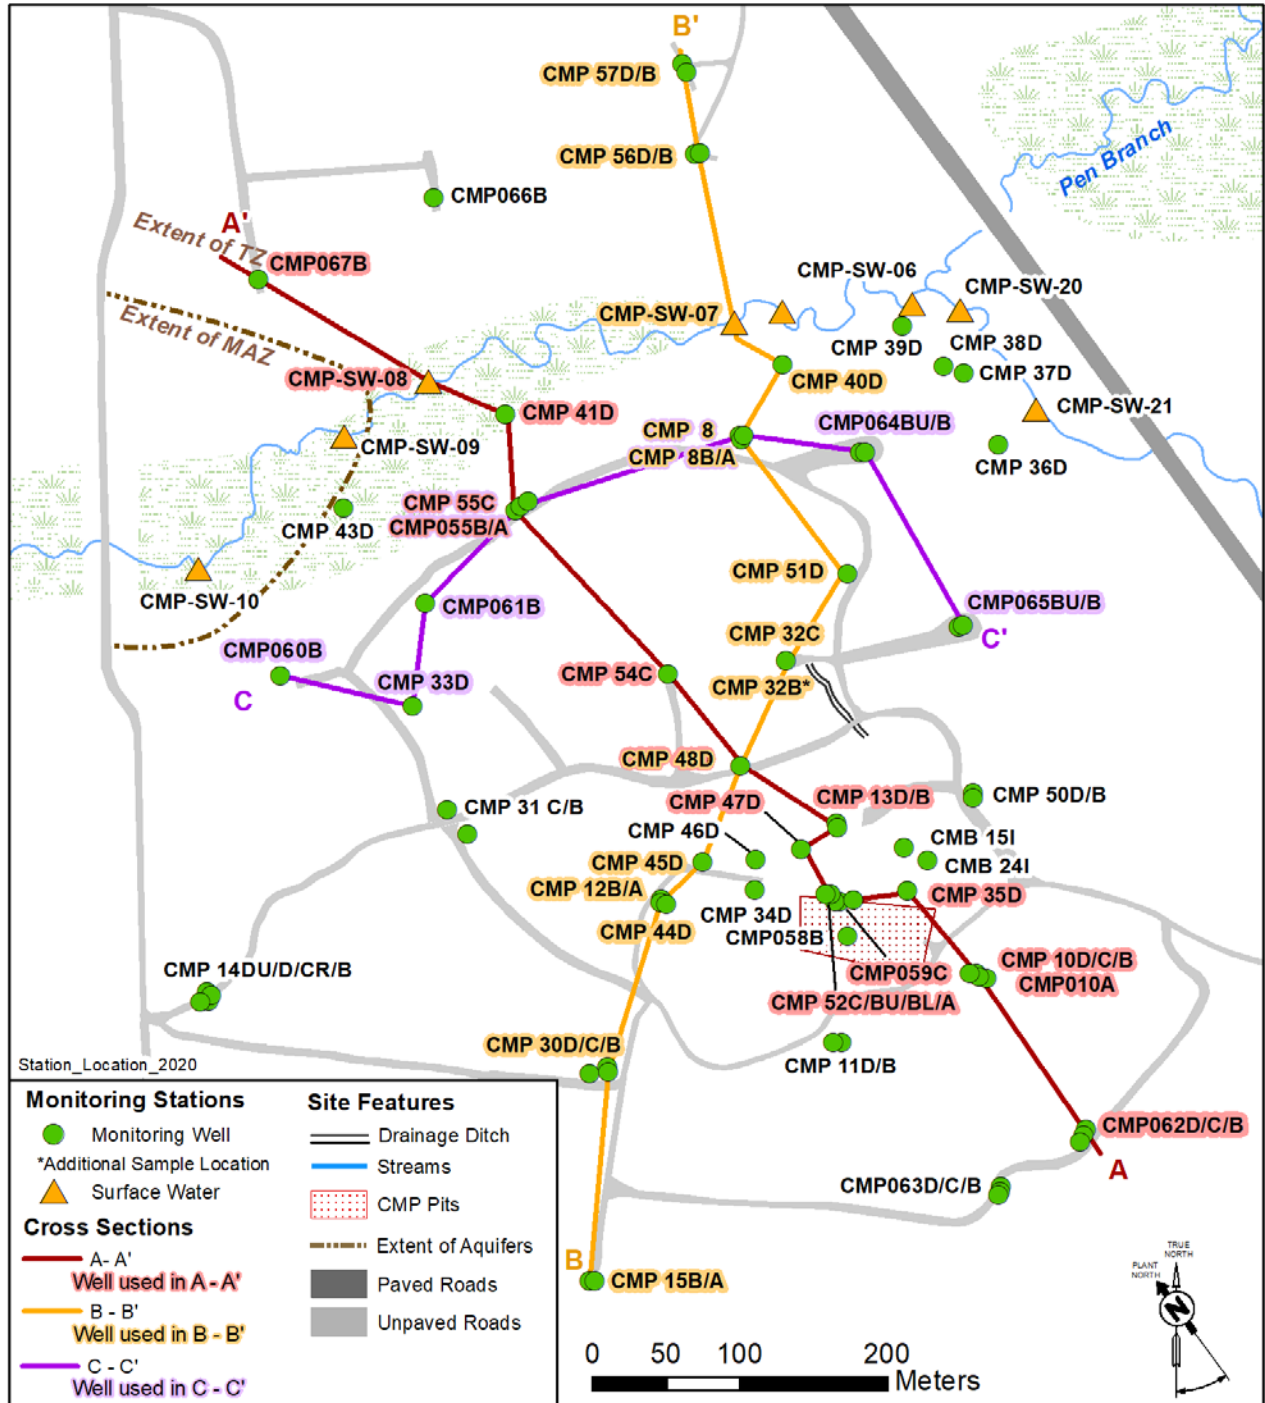 B'
CMP 57D/B
CMP 56D/B
Pen Branch
CMP066B
A'
Extent of TZ
CMP067B
CMP-SW-06
CMP-SW-20
CMP-SW-07
Extent of MAZ
CMP 39D
CMP 38D
CMP 37D
CMP-SW-08
CMP 40D
CMP-SW-21
CMP 41D
CMP 8
CMP064BU/B
CMP-SW-09
CMP 8B/A
CMP 36D
CMP 55C
CMP055B/A
CMP 43D
CMP 51D
CMP-SW-10
CMP061B
CMP065BU/B
CMP 32C
C'
CMP060B
CMP 54C
CMP 33D
CMP 32B*
C
CMP 48D
CMP 47D
CMP 13D/B
CMP 50D/B
CMP 31 C/B
CMP 46D
CMB 15I
CMP 45D
CMB 24I
CMP 12B/A
CMP 35D
CMP 34D
CMP 44D
CMP058B
CMP 10D/C/B
CMP059C
CMP010A
CMP 14DU/D/CR/B
CMP 52C/BU/BL/A
CMP 30D/C/B
CMP 11D/B
Station_Location_2020
CMP062D/C/B
A
CMP063D/C/B
B
CMP 15B/A
Monitoring Stations
Monitoring Well
*Additional Sample Location
Surface Water
Cross Sections
A- A'
Well used in A - A'
B - B'
Well used in B - B'
C - C'
Well used in C - C'
Site Features
Drainage Ditch
Streams
CMP Pits
Extent of Aquifers
Paved Roads
Unpaved Roads
0 50 100 200
Meters
TRUE
NORTH
PLANT
NORTH
N